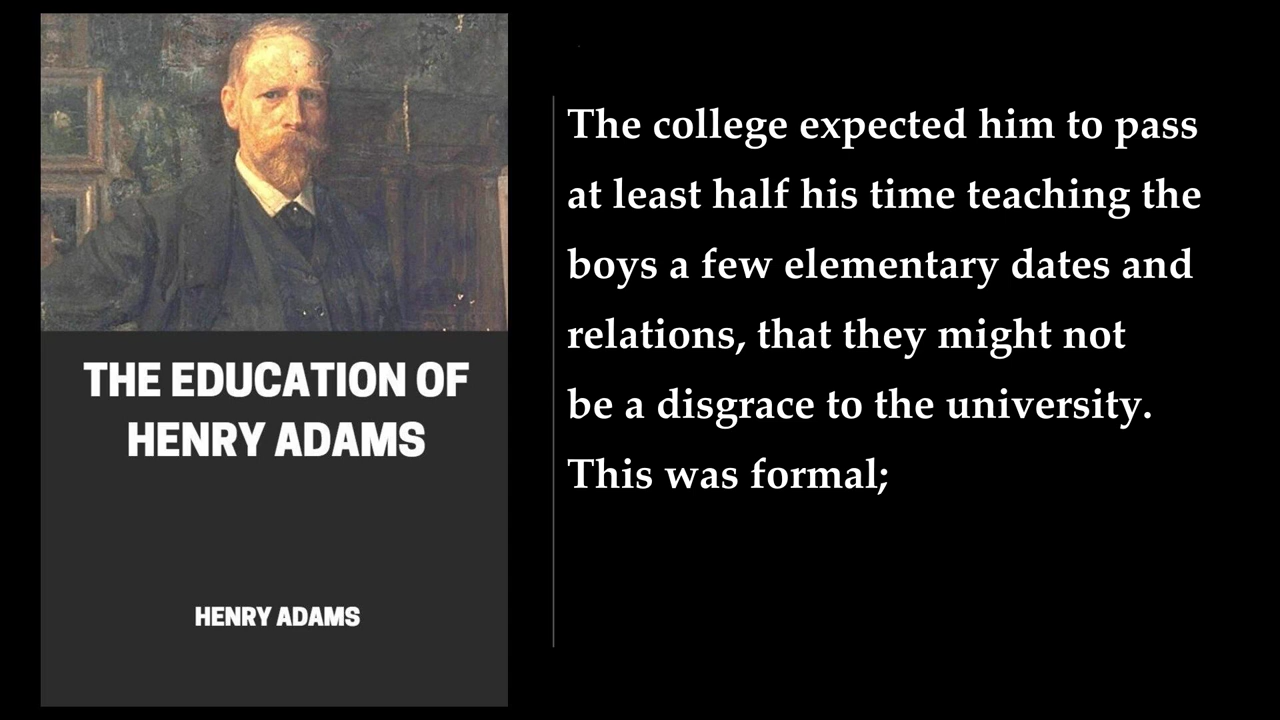 THE EDUCATION OF
HENRY ADAMS
HENRY ADAMS
The college expected him to pass
at least half his time teaching the
boys a few elementary dates and
relations, that they might not
be a disgrace to the university.
This was formal;